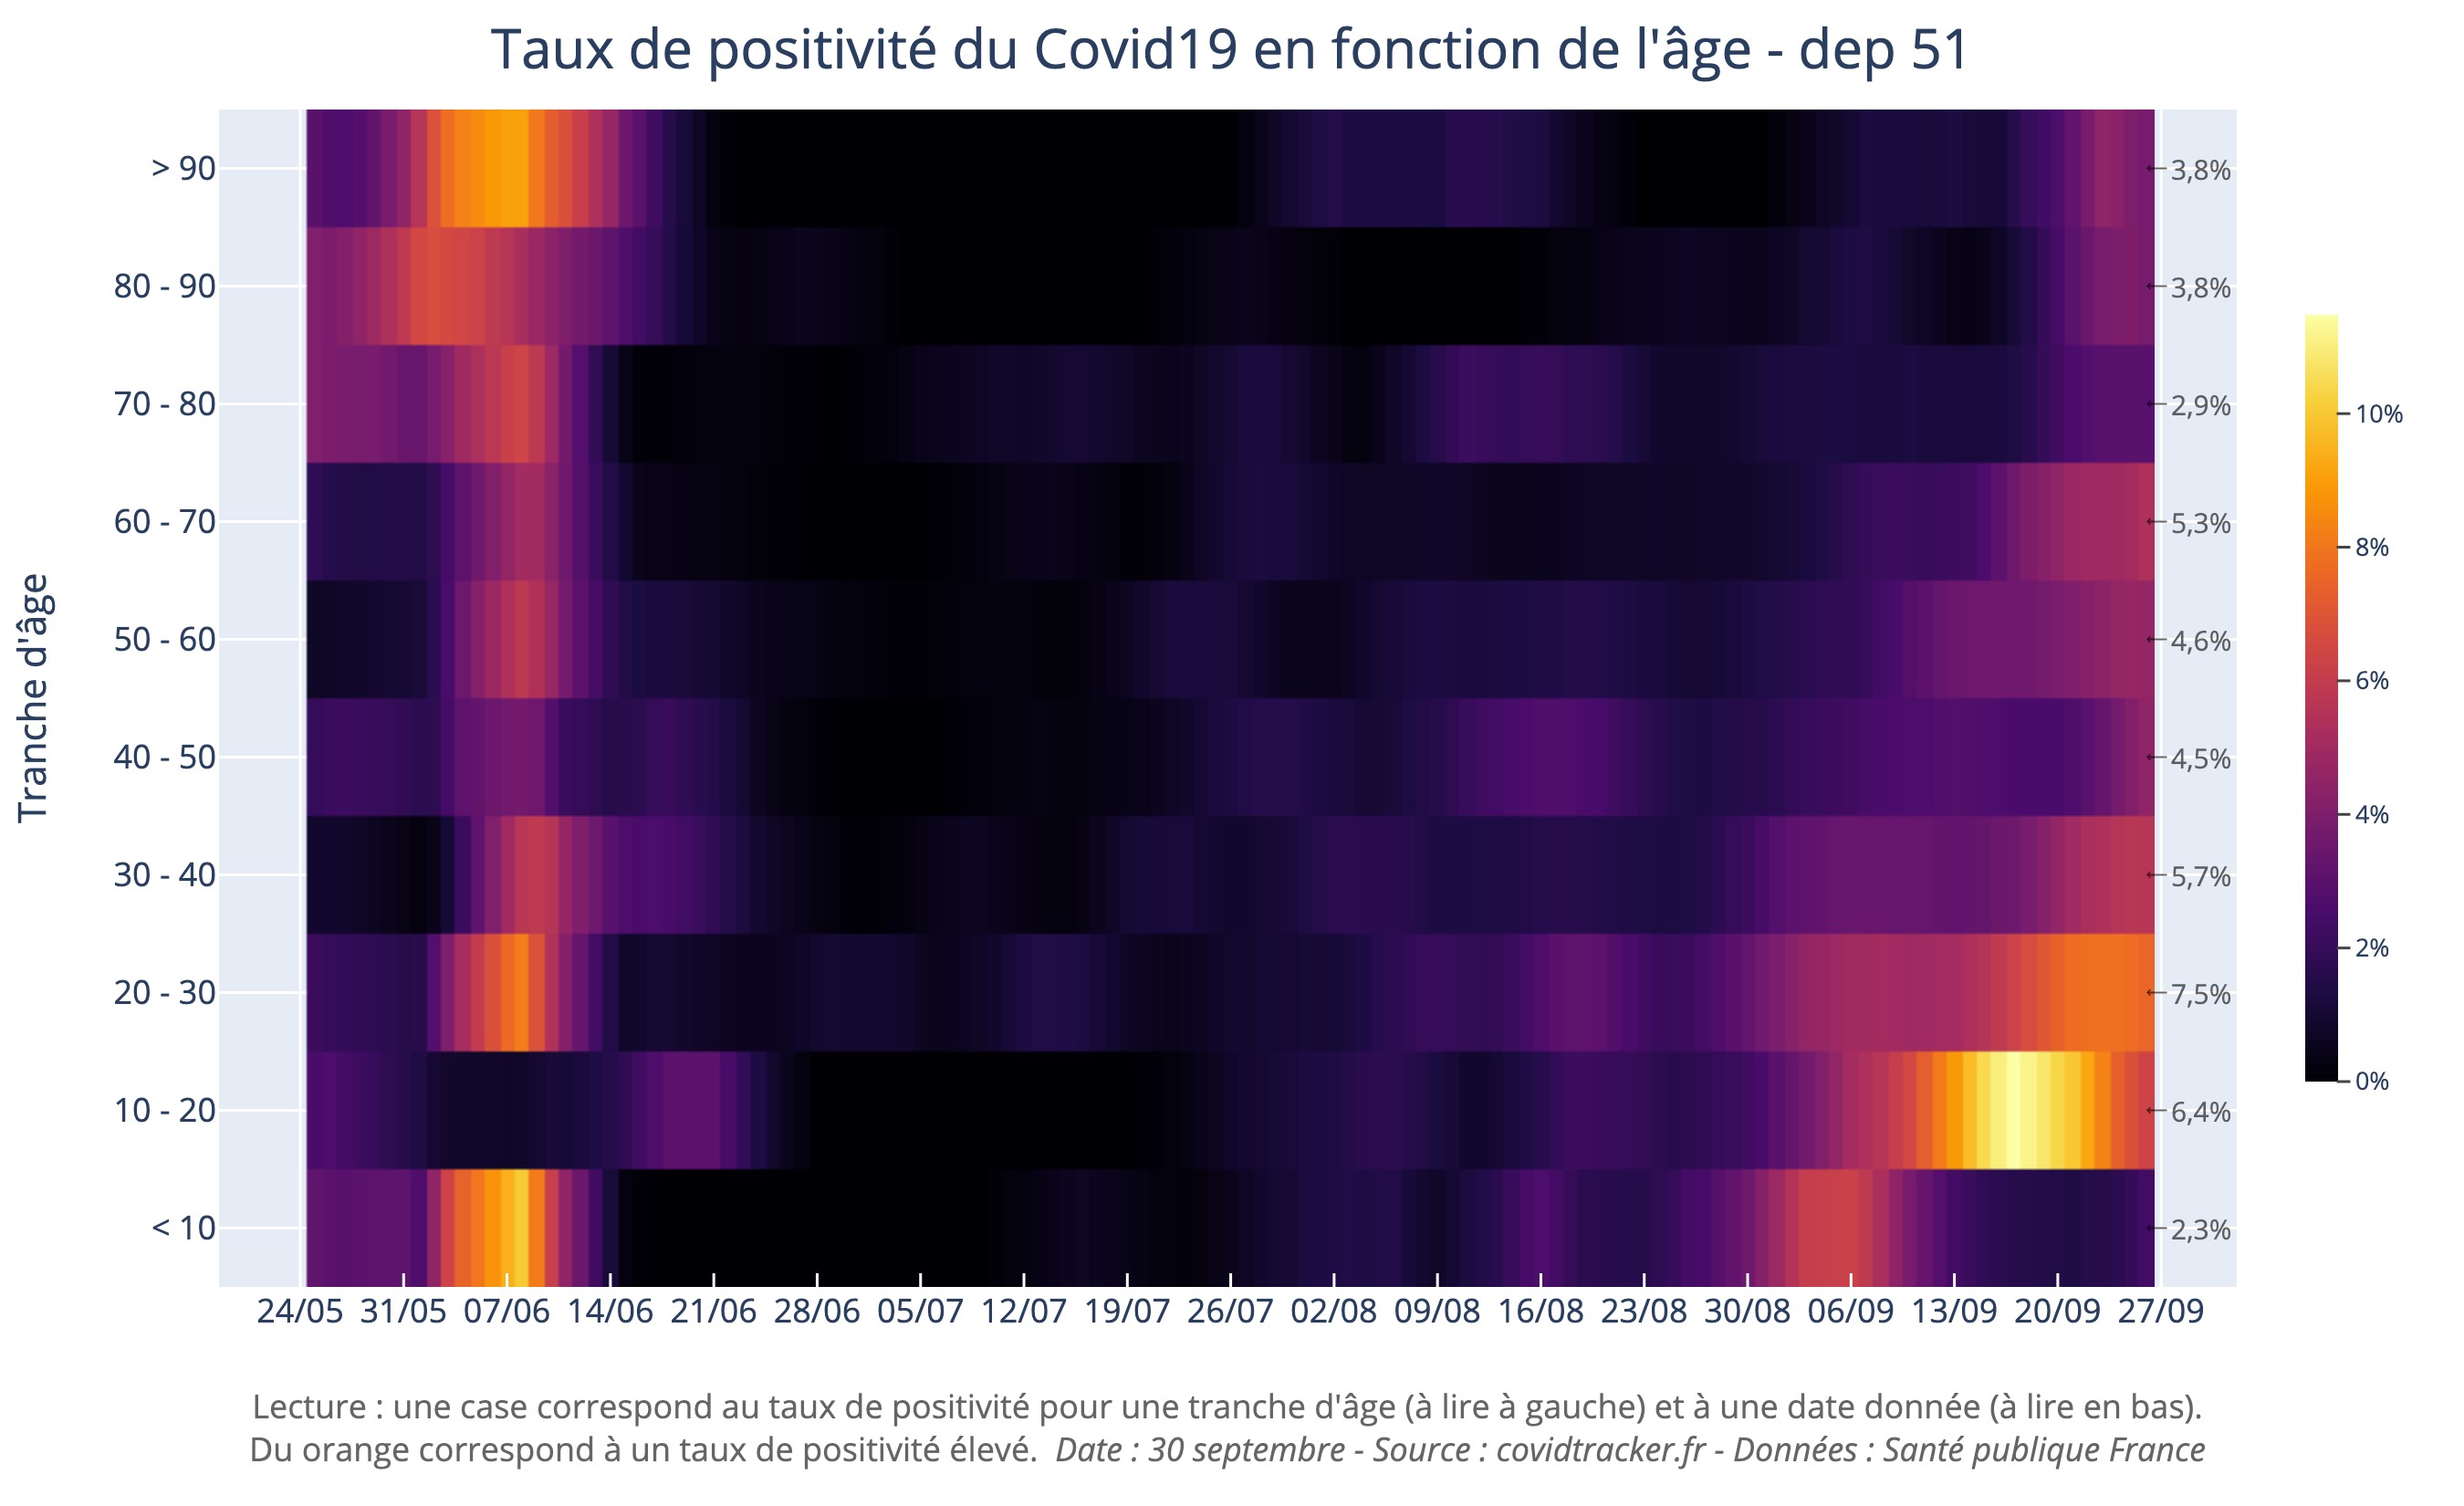 Taux de positivité du Covid19 en fonction de l'âge - dep 51
Tranche d'âge
> 90
80 - 90
70 - 80
60 - 70
50 - 60
40 - 50
30 - 40
20 - 30
10 - 20
< 10
3,8%
3,8%
2,9%
5,3%
4,6%
4,5%
5,7%
7,5%
6,4%
2,3%
10%
8%
6%
4%
2%
0%
24/05 31/05 07/06 14/06 21/06 28/06 05/07 12/07 19/07 26/07 02/08 09/08 16/08 23/08 30/08 06/09 13/09 20/09 27/09
Lecture : une case correspond au taux de positivité pour une tranche d'âge (à lire à gauche) et à une date donnée (à lire en bas).
Du orange correspond à un taux de positivité élevé. Date : 30 septembre - Source : covidtracker.fr - Données : Santé publique France